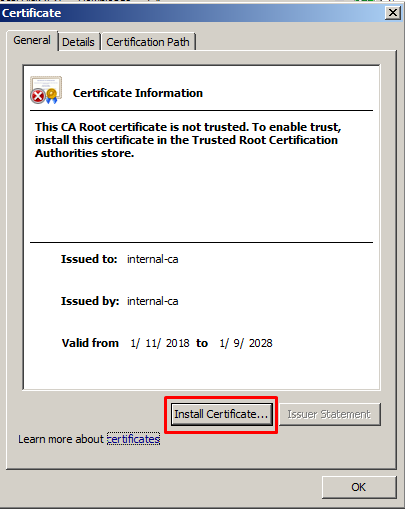 Certificate
General
Details
Certification Path
Certificate Information
This CA Root certificate is not trusted. To enable trust,
install this certificate in the Trusted Root Certification
Authorities store.
Issued to: internal-ca
Issued by: internal-ca
Valid from 1/ 11/ 2018 to 1/ 9/ 2028
Install Certificate...
Issuer Statement
Learn more about certificates
OK